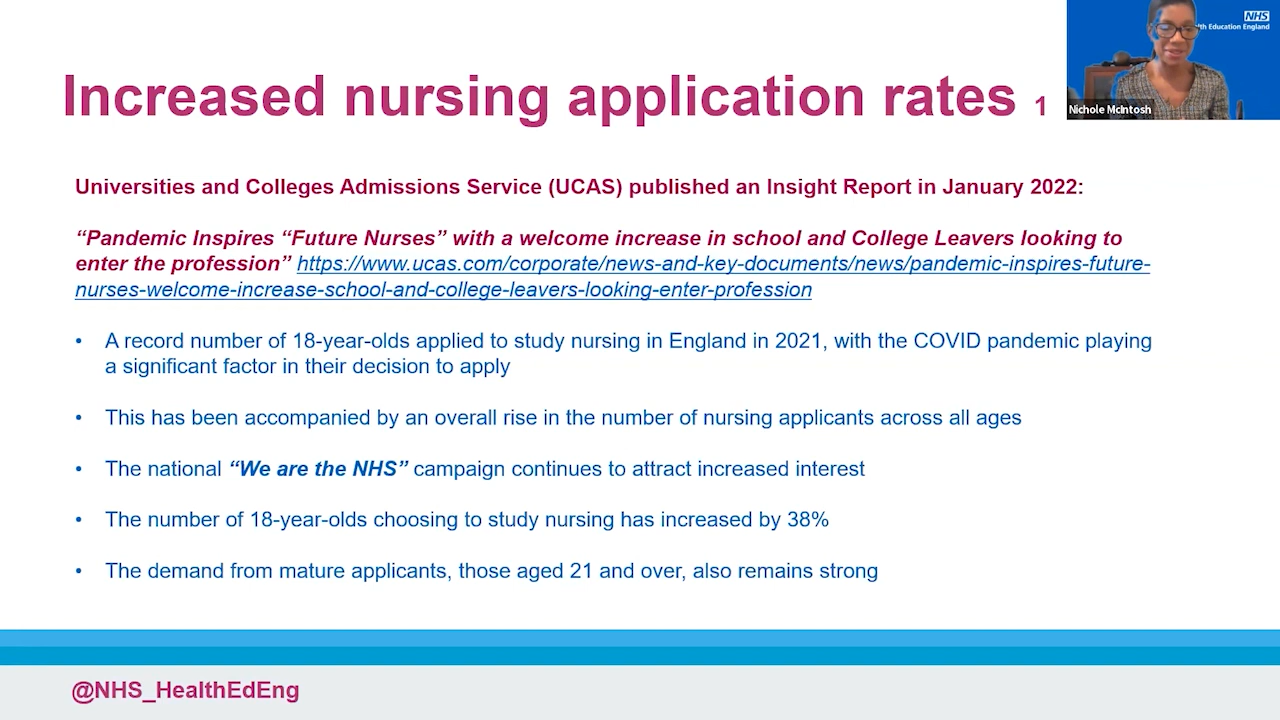 NHS
lth Education England
Nichole McIntosh
Increased nursing application rates 1
Universities and Colleges Admissions Service (UCAS) published an Insight Report in January 2022:
“Pandemic Inspires “Future Nurses” with a welcome increase in school and College Leavers looking to
enter the profession” https://www.ucas.com/corporate/news-and-key-documents/news/pandemic-inspires-future-
nurses-welcome-increase-school-and-college-leavers-looking-enter-profession
• A record number of 18-year-olds applied to study nursing in England in 2021, with the COVID pandemic playing
a significant factor in their decision to apply
• This has been accompanied by an overall rise in the number of nursing applicants across all ages
• The national “We are the NHS” campaign continues to attract increased interest
• The number of 18-year-olds choosing to study nursing has increased by 38%
• The demand from mature applicants, those aged 21 and over, also remains strong
@NHS_HealthEdEng